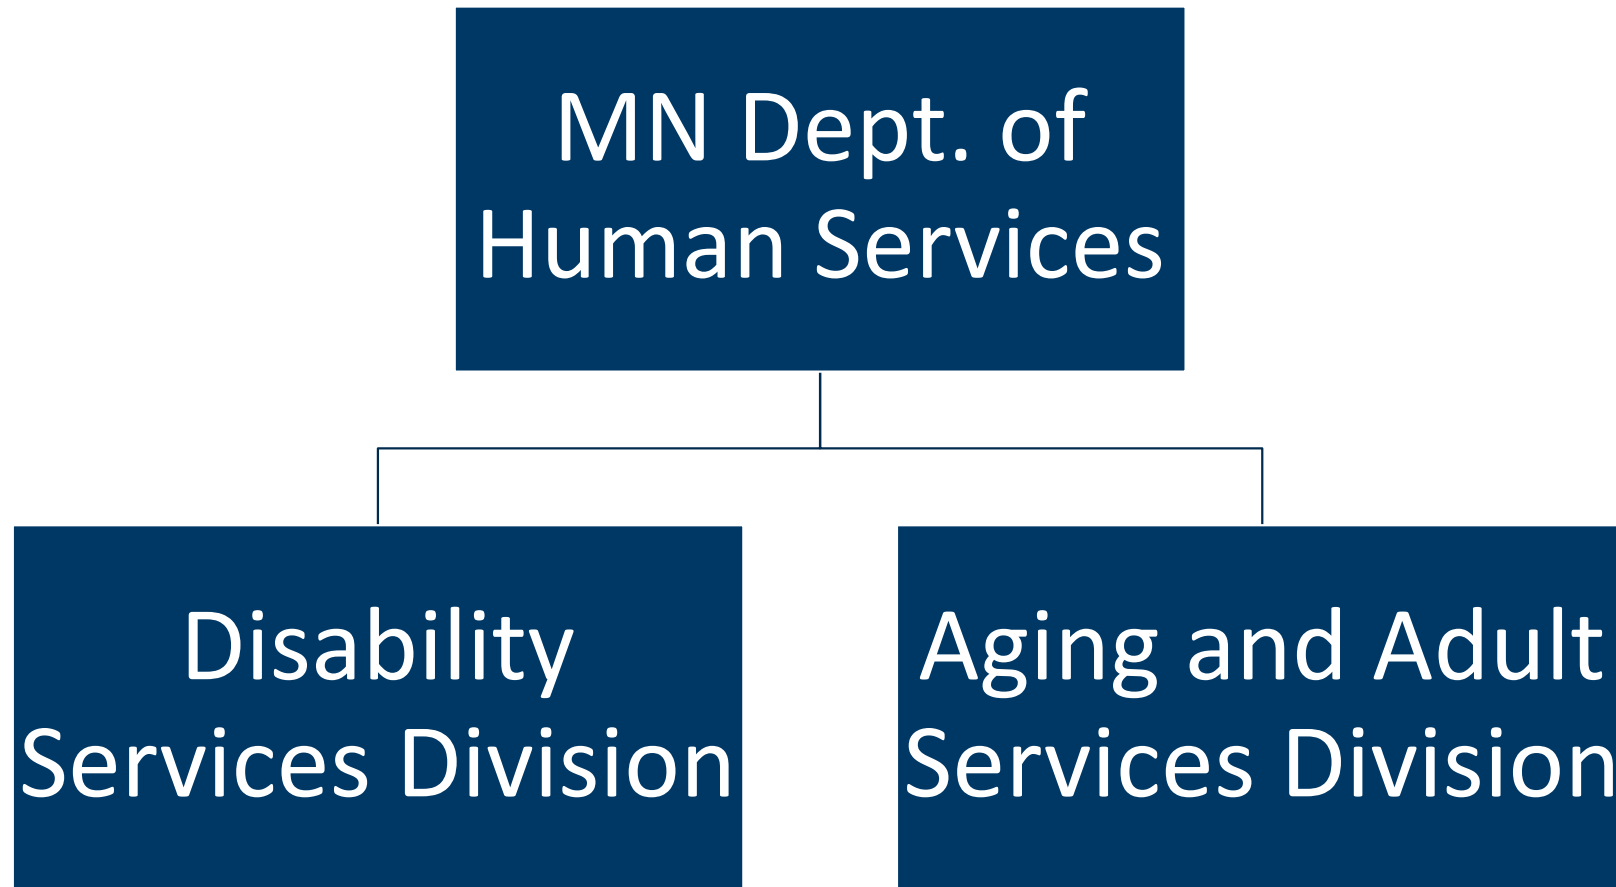 MN Dept. of
Human Services
Disability
Services Division
Aging and Adult
Services Division